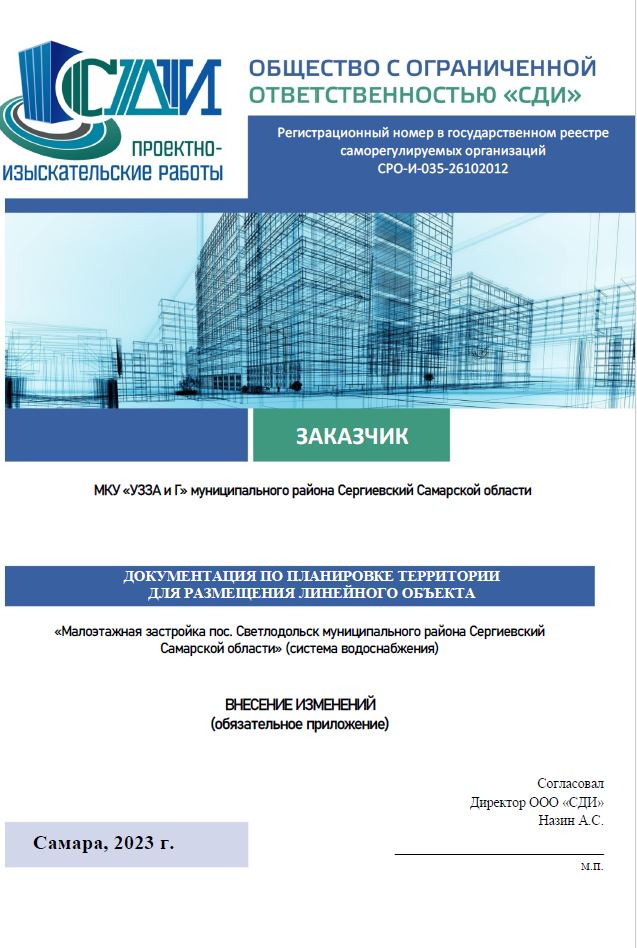 СДИ
ПРОЕКТНО-
ИЗЫСКАТЕЛЬСКИЕ РАБОТЫ
ОБЩЕСТВО С ОГРАНИЧЕННОЙ
ОТВЕТСТВЕННОСТЬЮ «СДИ»
Регистрационный номер в государственном реестре
саморегулируемых организаций
СРО-И-035-26102012
ЗАКАЗЧИК
МКУ «УЗЗА и Г» муниципального района Сергиевский Самарской области
ДОКУМЕНТАЦИЯ ПО ПЛАНИРОВКЕ ТЕРРИТОРИИ
ДЛЯ РАЗМЕЩЕНИЯ ЛИНЕЙНОГО ОБЪЕКТА
«Малоэтажная застройка пос. Светлодольск муниципального района Сергиевский
Самарской области» (система водоснабжения)
ВНЕСЕНИЕ ИЗМЕНЕНИЙ
(обязательное приложение)
Согласовал
Директор ООО «СДИ»
Назин А.С.
Самара, 2023 г.
м.п.